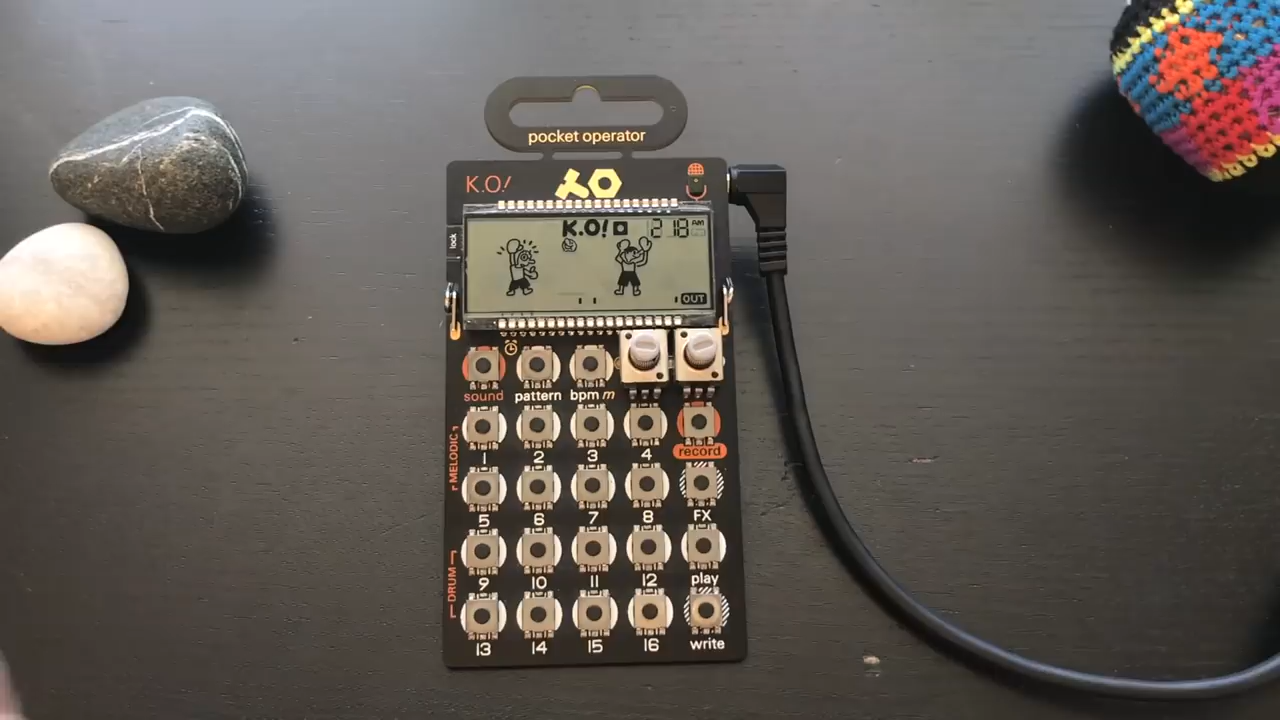 pocket operator
K.O!
lock
K.O! 2 18 AM
OUT
sound pattern bpm m
MELODIC
1 2 3 4 record
5 6 7 8 FX
DRUM
9 10 11 12 play
13 14 15 16 write